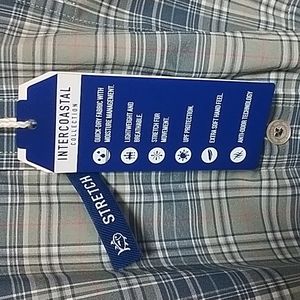 INTERCOASTAL
COLLECTION
QUICK-DRY FABRIC WITH
MOISTURE MANAGEMENT.
LIGHTWEIGHT AND
BREATHABLE.
STRETCH FOR
MOVEMENT.
UPF PROTECTION.
EXTRA SOFT HAND FEEL.
ANTI-ODOR TECHNOLOGY
STRETCH